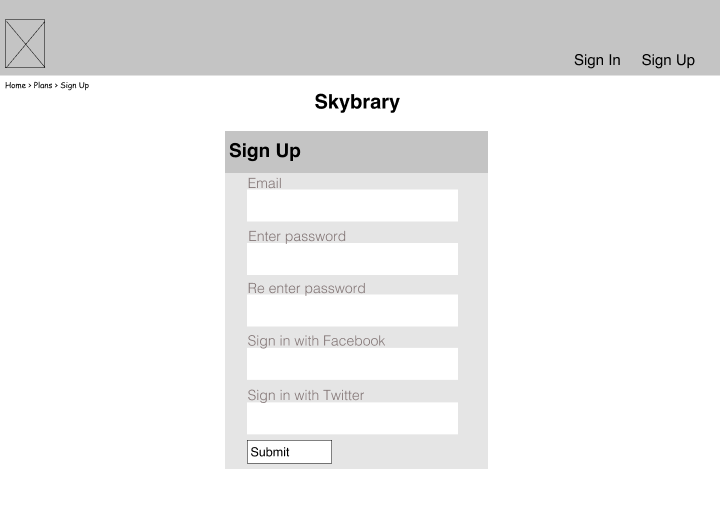 Sign In Sign Up
Home > Plans > Sign Up
Skybrary
Sign Up
Email
Enter password
Re enter password
Sign in with Facebook
Sign in with Twitter
Submit